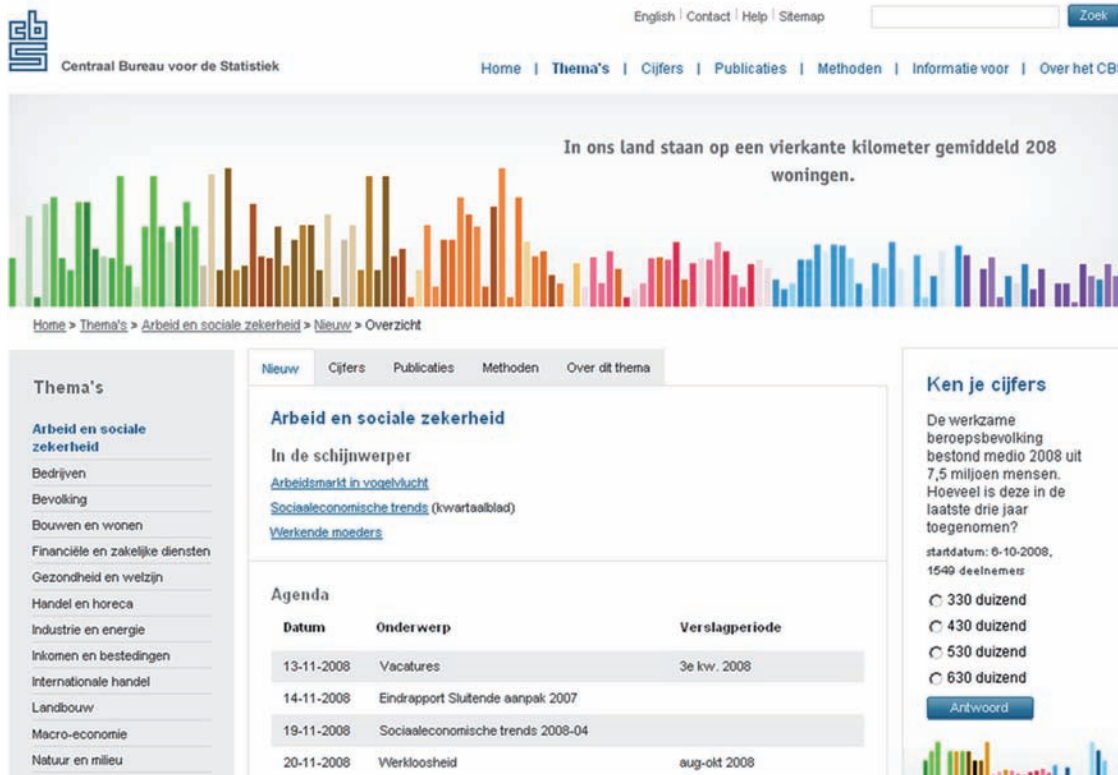 English | Contact | Help | Sitemap
Zoek
cbs
Centraal Bureau voor de Statistiek
Home | Thema's | Cijfers | Publicaties | Methoden | Informatie voor | Over het CB
In ons land staan op een vierkante kilometer gemiddeld 208
woningen.
Home > Thema's > Arbeid en sociale zekerheid > Nieuw > Overzicht
Thema's
Arbeid en sociale
zekerheid
Bedrijven
Bevolking
Bouwen en wonen
Financiële en zakelijke diensten
Gezondheid en welzijn
Handel en horeca
Industrie en energie
Inkomen en bestedingen
Internationale handel
Landbouw
Macro-economie
Natuur en milieu
Nieuw Cijfers Publicaties Methoden Over dit thema
Arbeid en sociale zekerheid
In de schijnwerper
Arbeidsmarkt in vogelvlucht
Sociaaleconomische trends (kwartaalblad)
Werkende moeders
Agenda
Datum Onderwerp Verslagperiode
13-11-2008 Vacatures 3e kw. 2008
14-11-2008 Eindrapport Sluitende aanpak 2007
19-11-2008 Sociaaleconomische trends 2008-04
20-11-2008 Werkloosheid aug-okt 2008
Ken je cijfers
De werkzame
beroepsbevolking
bestond medio 2008 uit
7,5 miljoen mensen.
Hoeveel is deze in de
laatste drie jaar
toegenomen?
startdatum: 6-10-2008,
1549 deelnemers
330 duizend
430 duizend
530 duizend
630 duizend
Antwoord